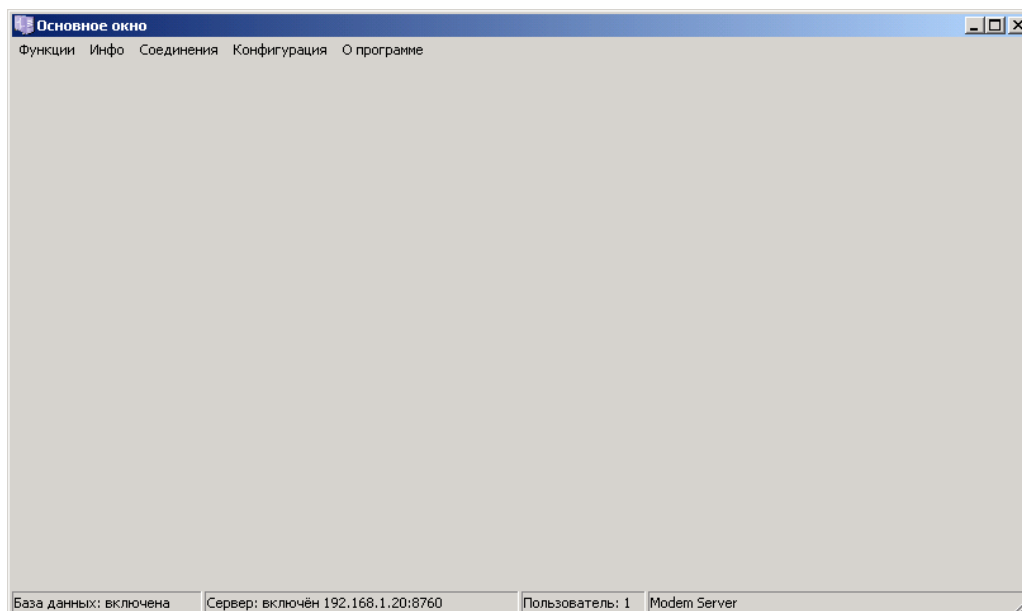 Основное окно
Функции Инфо Соединения Конфигурация О программе
База данных: включена Сервер: включён 192.168.1.20:8760 Пользователь: 1 Modem Server